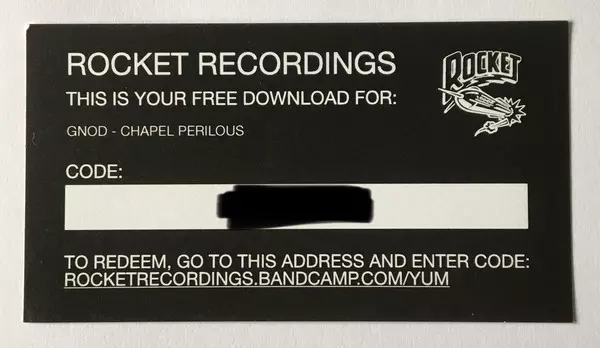 ROCKET RECORDINGS
ROCKET
THIS IS YOUR FREE DOWNLOAD FOR:
GNOD - CHAPEL PERILOUS
CODE:
TO REDEEM, GO TO THIS ADDRESS AND ENTER CODE:
ROCKETRECORDINGS.BANDCAMP.COM/YUM